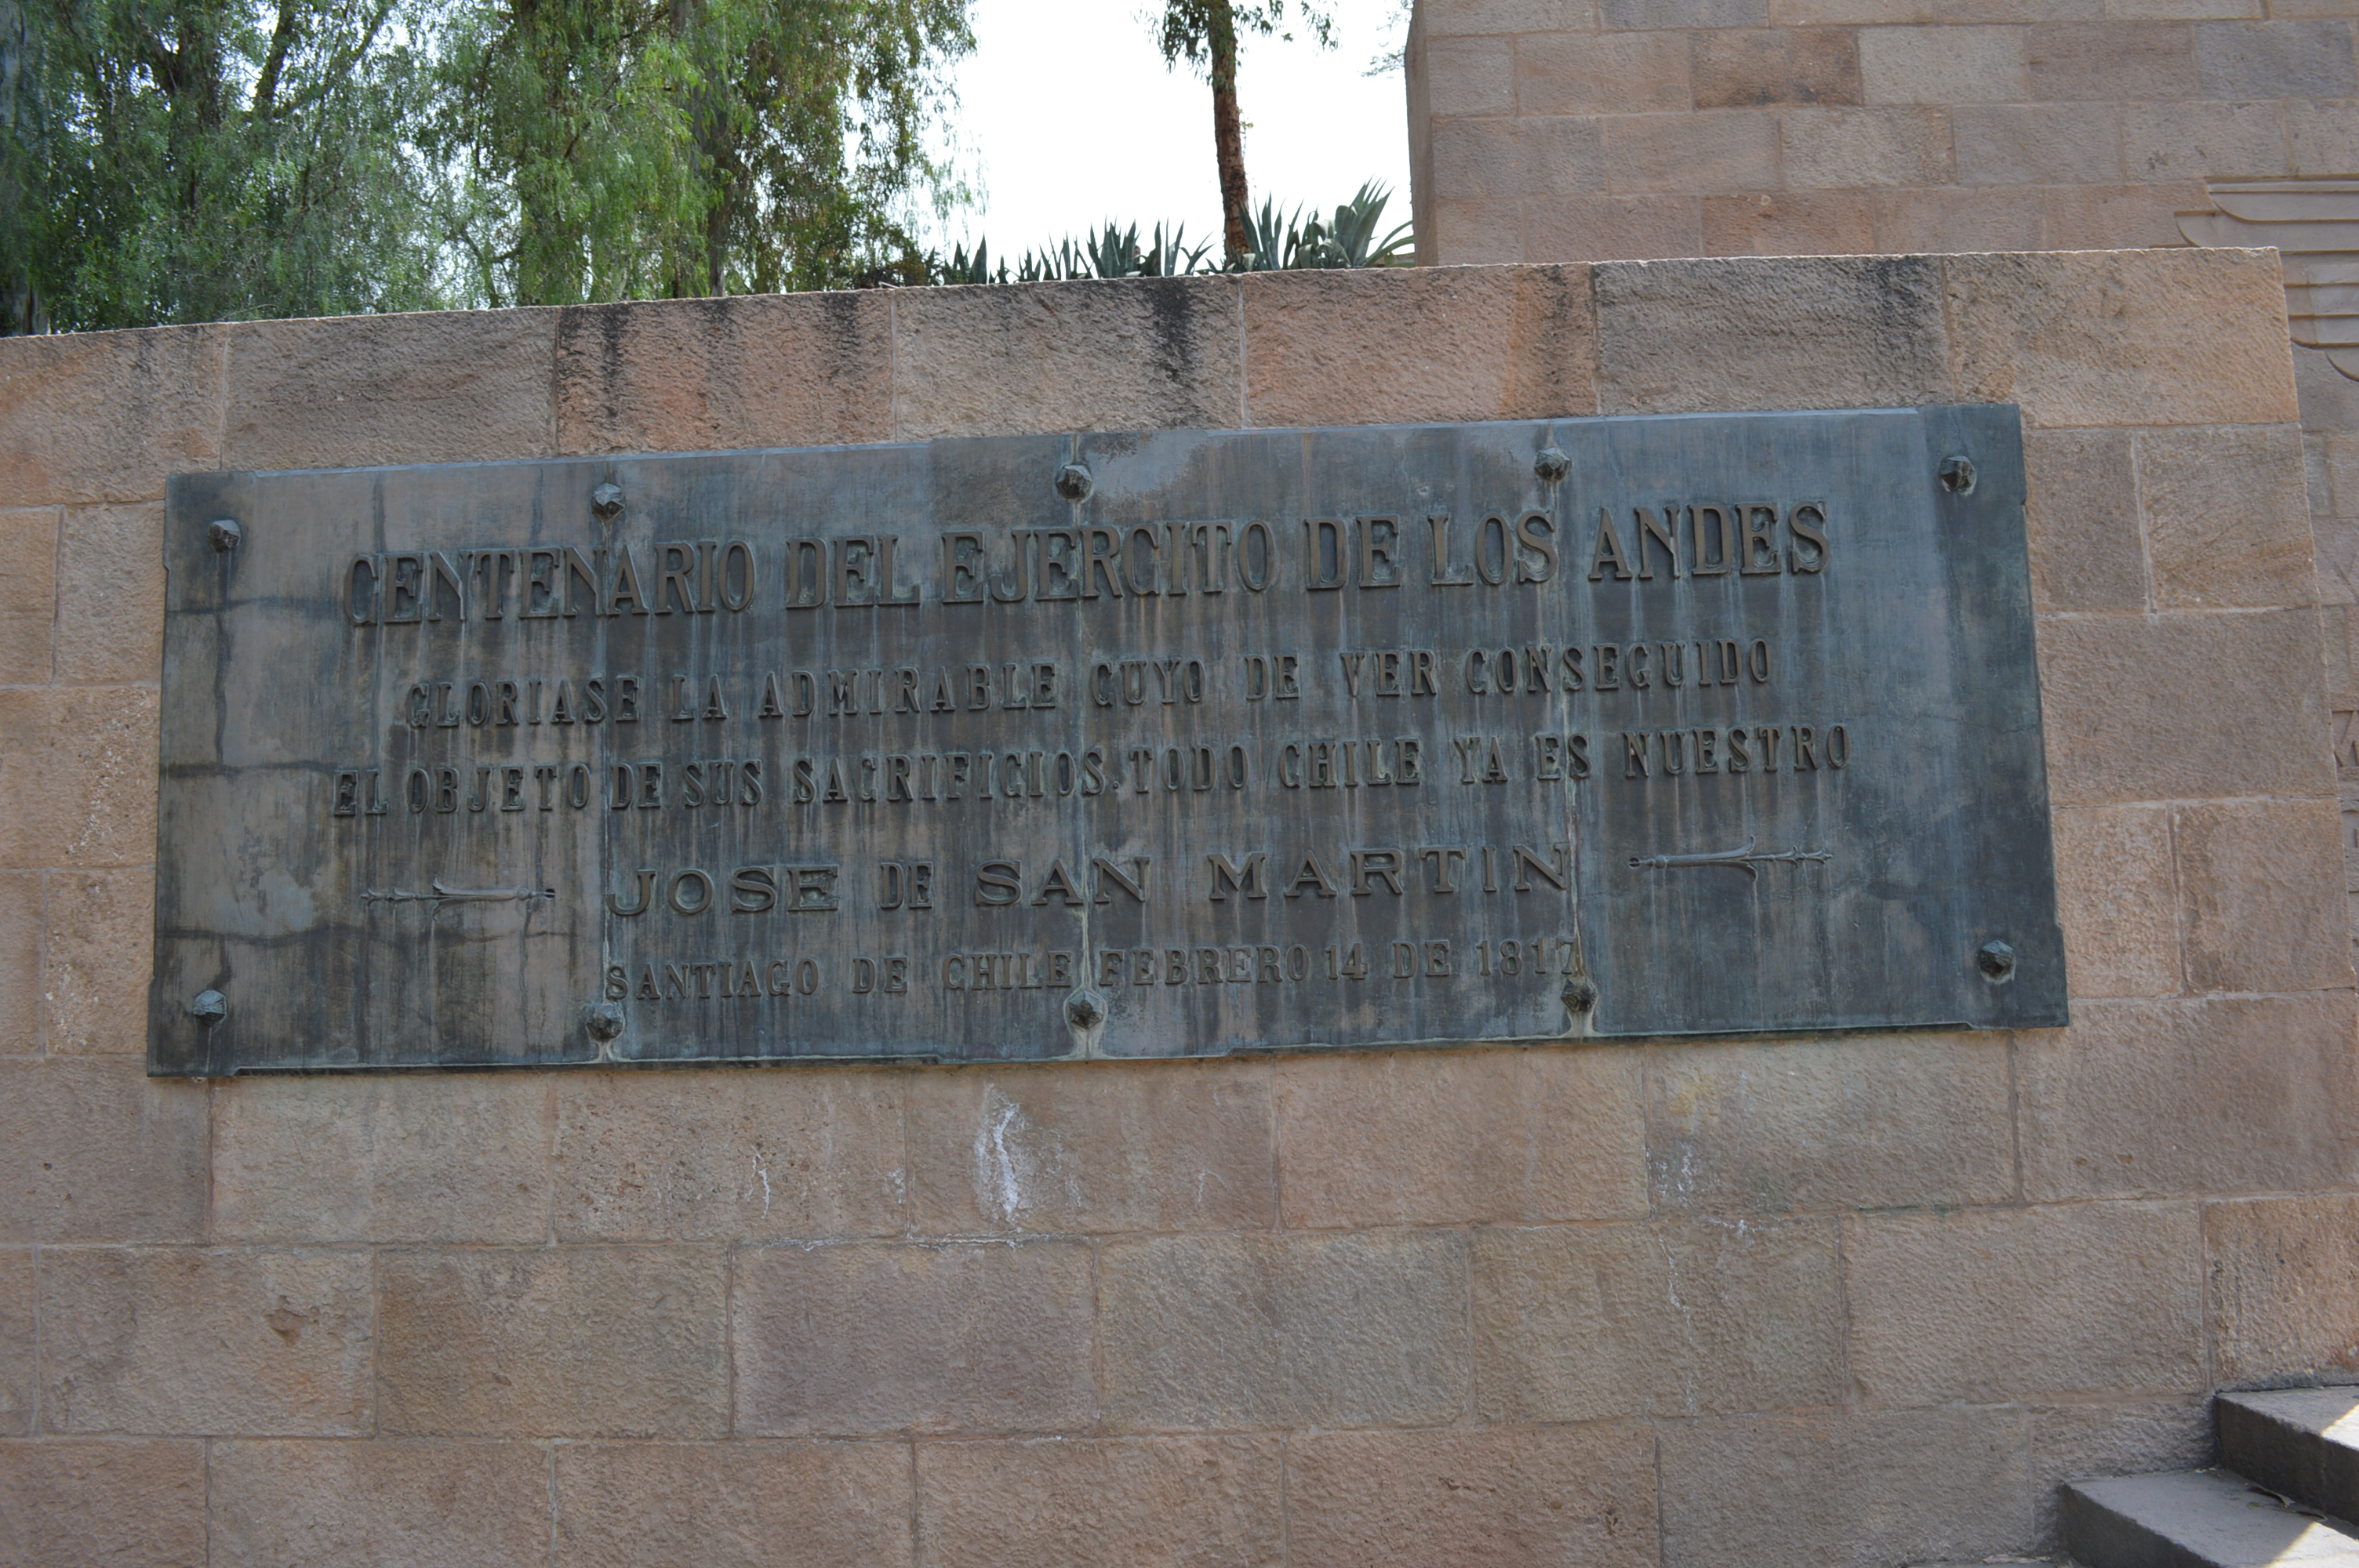 CENTENARIO DEL EJERCITO DE LOS ANDES
GLORIASE LA ADMIRABLE CUYO DE VER CONSEGUIDO
EL OBJETO DE SUS SACRIFICIOS. TODO CHILE YA ES NUESTRO
JOSE DE SAN MARTIN
SANTIAGO DE CHILE FEBRERO 14 DE 1817